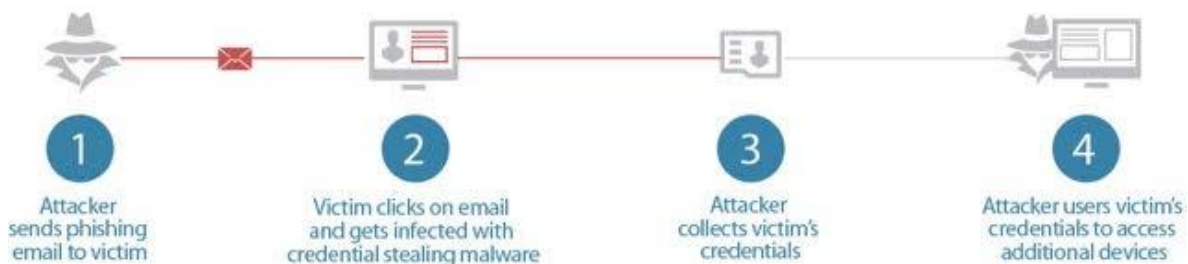 1
Attacker
sends phishing
email to victim
2
Victim clicks on email
and gets infected with
credential stealing malware
3
Attacker
collects victim's
credentials
4
Attacker users victim's
credentials to access
additional devices